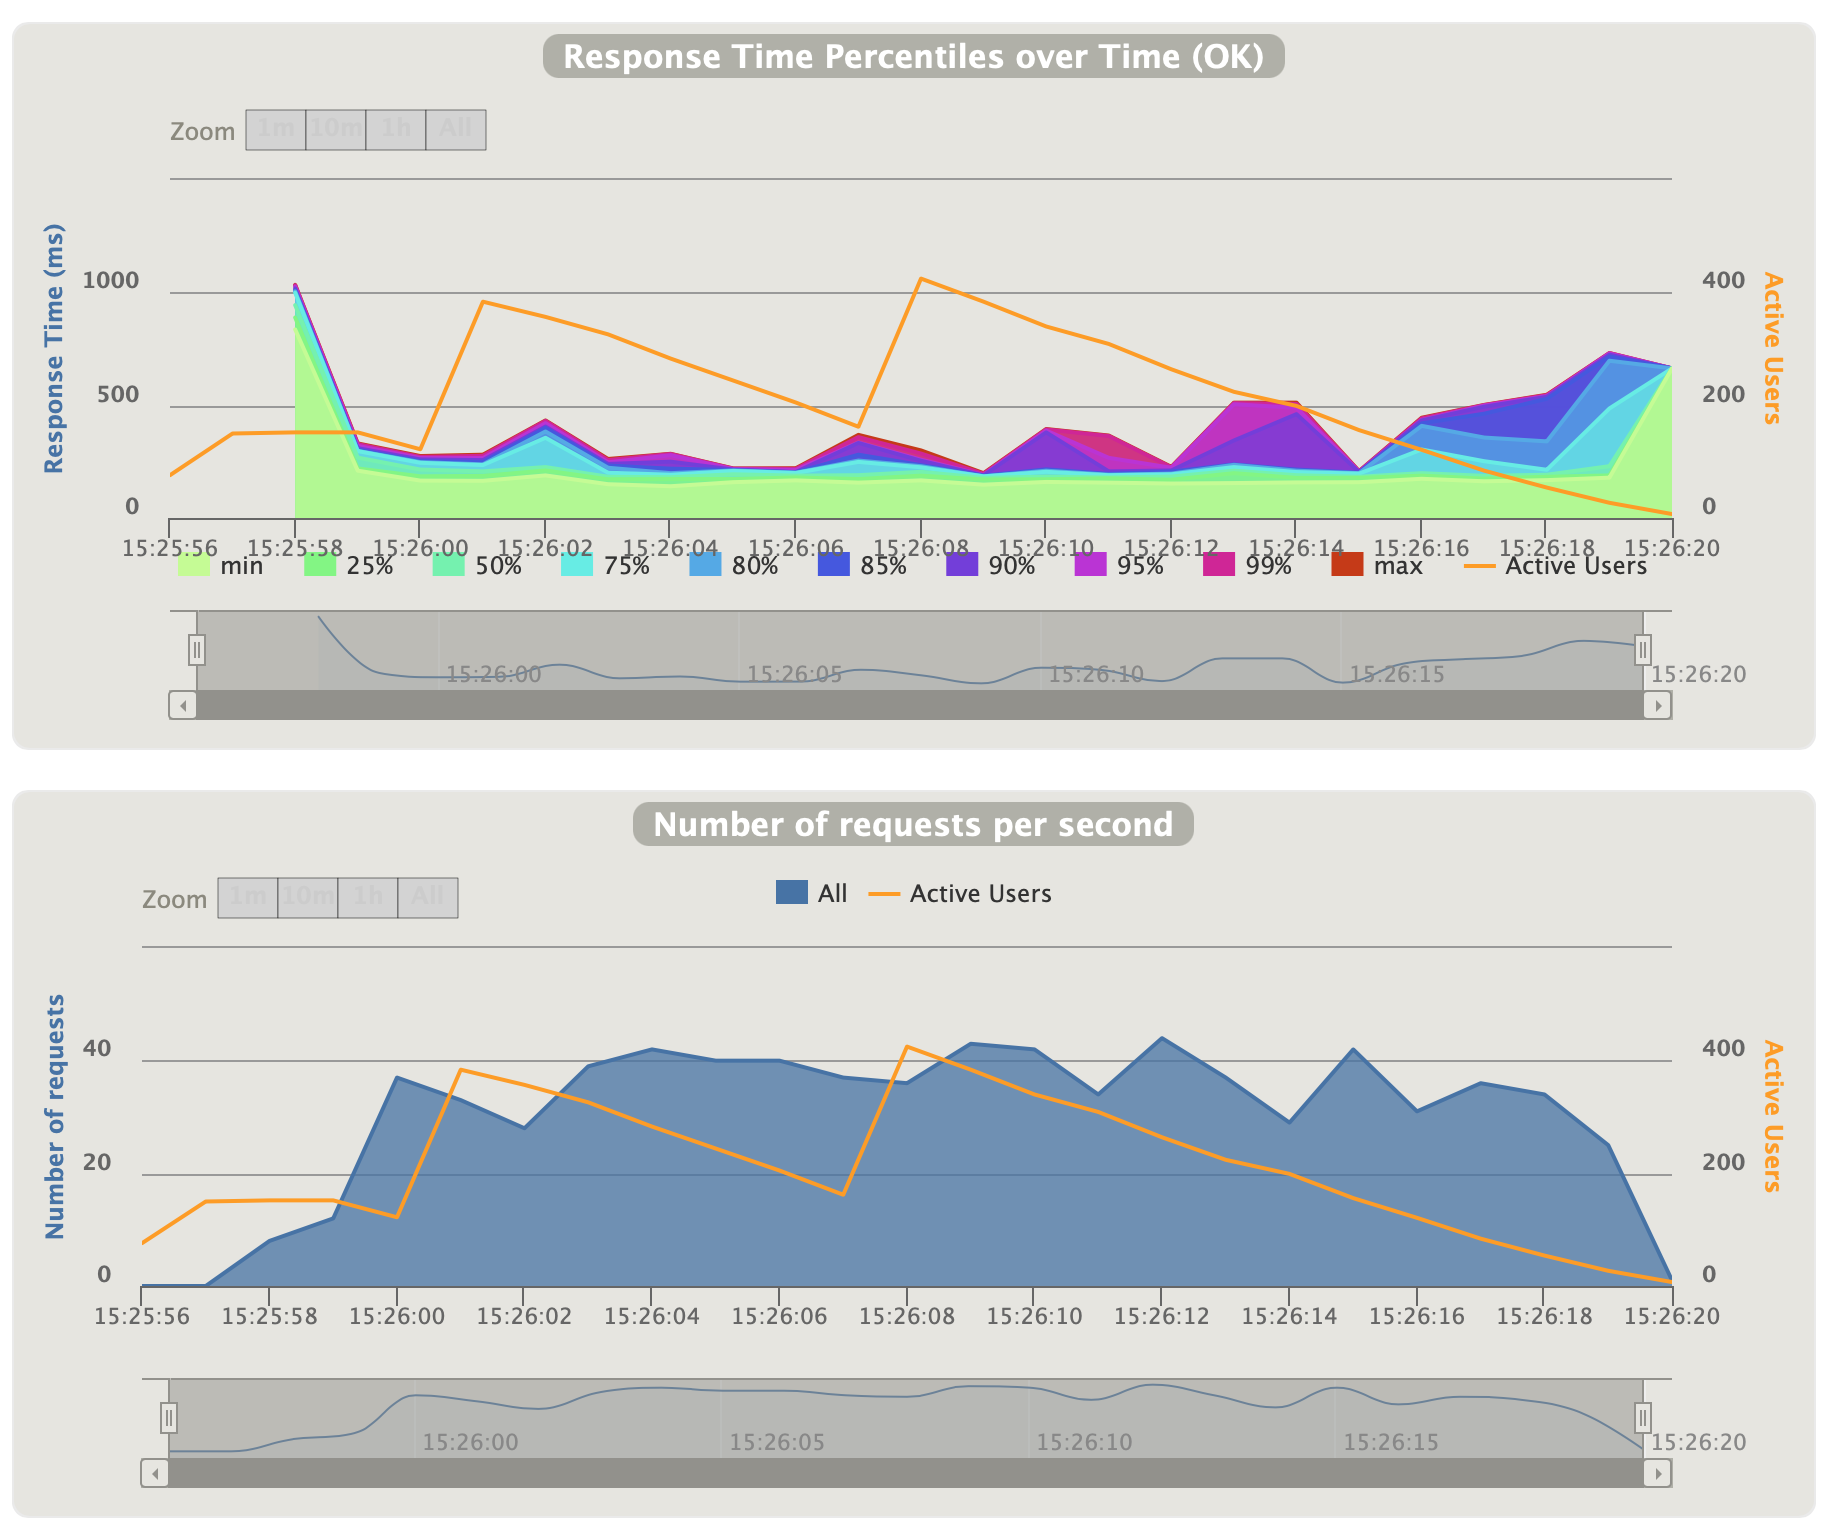 Response Time Percentiles over Time (OK)
Zoom 1m 10m 1h All
Response Time (ms)
1000
500
0
400
200
0
Active Users
15:25:56 15:25:58 15:26:00 15:26:02 15:26:04 15:26:06 15:26:08 15:26:10 15:26:12 15:26:14 15:26:16 15:26:18 15:26:20
min 25% 50% 75% 80% 85% 90% 95% 99% max Active Users
15:26:00 15:26:05 15:26:10 15:26:15 15:26:20
Number of requests per second
Zoom 1m 10m 1h All
All Active Users
Number of requests
40
20
0
400
200
0
Active Users
15:25:56 15:25:58 15:26:00 15:26:02 15:26:04 15:26:06 15:26:08 15:26:10 15:26:12 15:26:14 15:26:16 15:26:18 15:26:20
15:26:00 15:26:05 15:26:10 15:26:15 15:26:20